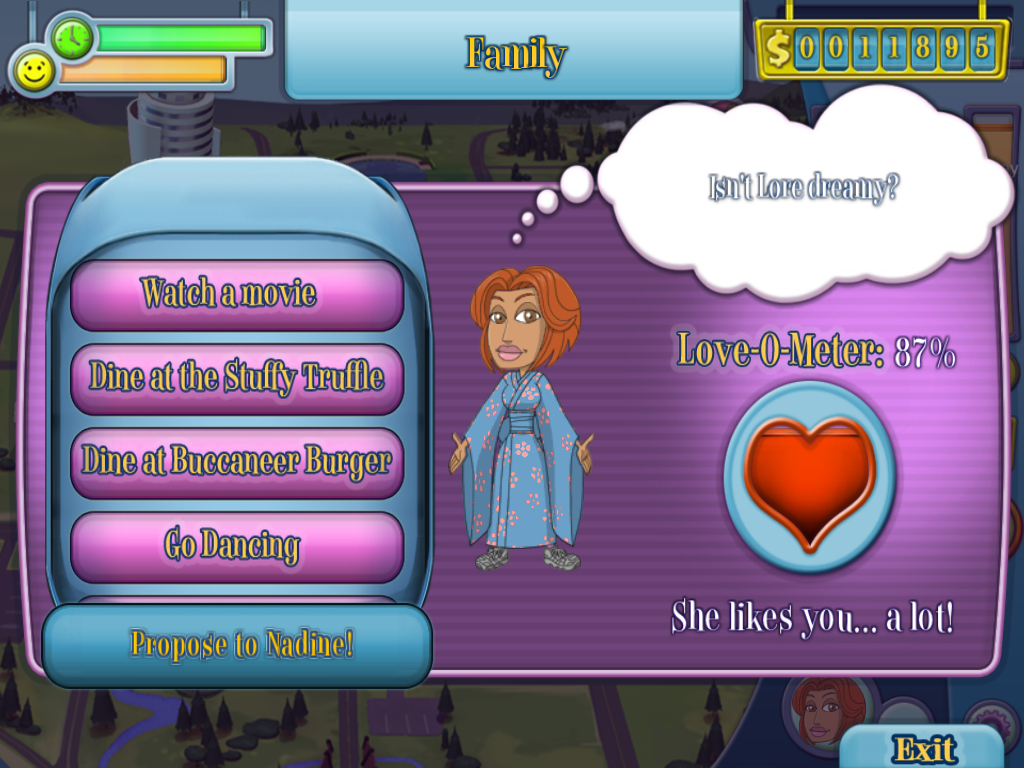 Family
$0011895
Isn't Lore dreamy?
Watch a movie
Dine at the Stuffy Truffle
Dine at Buccaneer Burger
Go Dancing
Propose to Nadine!
Love-O-Meter: 87%
She likes you... a lot!
Exit